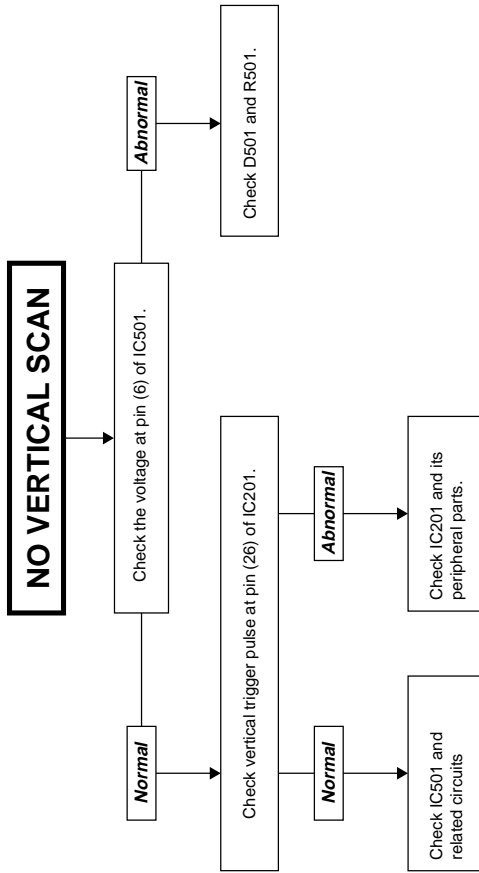 NO VERTICAL SCAN
Check the voltage at pin (6) of IC501.
Normal
Abnormal
Check vertical trigger pulse at pin (26) of IC201.
Check D501 and R501.
Normal
Abnormal
Check IC501 and
related circuits
Check IC201 and its
peripheral parts.